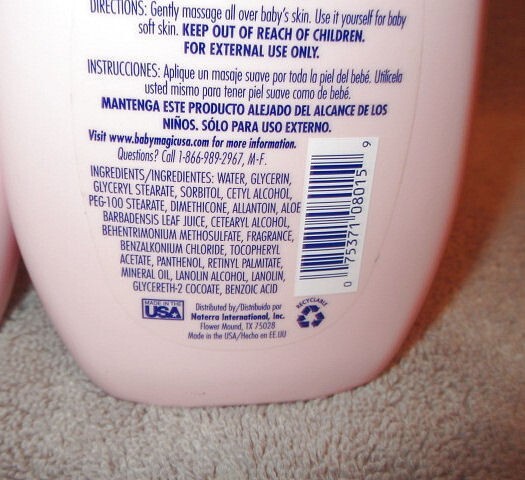 DIRECTIONS: Gently massage all over baby's skin. Use it yourself for baby
soft skin. KEEP OUT OF REACH OF CHILDREN.
FOR EXTERNAL USE ONLY.
INSTRUCCIONES: Aplique un masaje suave por toda la piel del bebé. Utilícela
usted mismo para tener piel suave como de bebé.
MANTENGA ESTE PRODUCTO ALEJADO DEL ALCANCE DE LOS
NIÑOS. SÓLO PARA USO EXTERNO.
Visit www.babymagicusa.com for more information.
Questions? Call 1-866-989-2967, M-F.
INGREDIENTS/INGREDIENTES: WATER, GLYCERIN,
GLYCERYL STEARATE, SORBITOL, CETYL ALCOHOL,
PEG-100 STEARATE, DIMETHICONE, ALLANTOIN, ALOE
BARBADENSIS LEAF JUICE, CETEARYL ALCOHOL,
BEHENTRIMONIUM METHOSULFATE, FRAGRANCE,
BENZALKONIUM CHLORIDE, TOCOPHERYL
ACETATE, PANTHENOL, RETINYL PALMITATE,
MINERAL OIL, LANOLIN ALCOHOL, LANOLIN,
GLYCERETH-2 COCOATE, BENZOIC ACID
0 75371 08015 9
MADE IN THE
USA
Distributed by/Distribuido por
Naterra International, Inc.
Flower Mound, TX 75028
Made in the USA/Hecho en EE.UU
RECYCLABLE